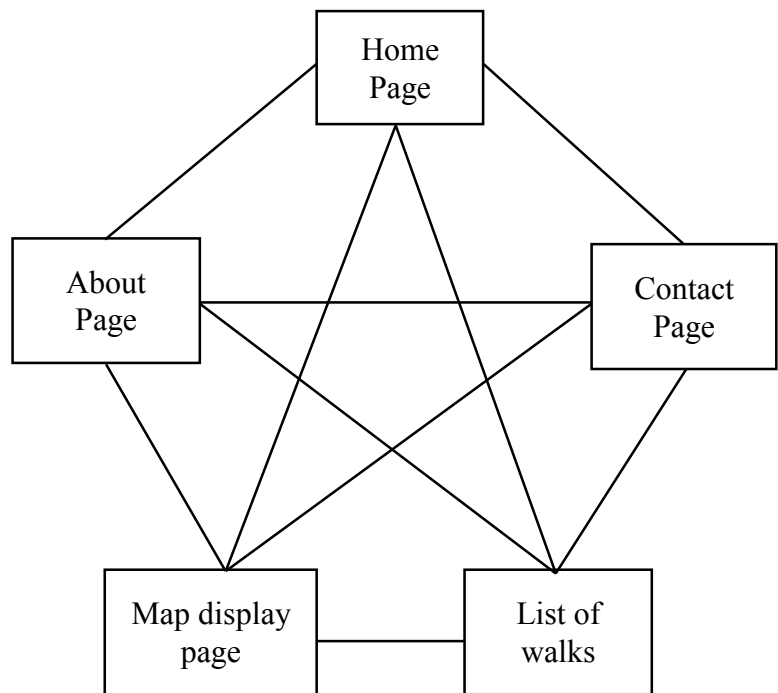 Home
Page
About
Page
Contact
Page
Map display
page
List of
walks